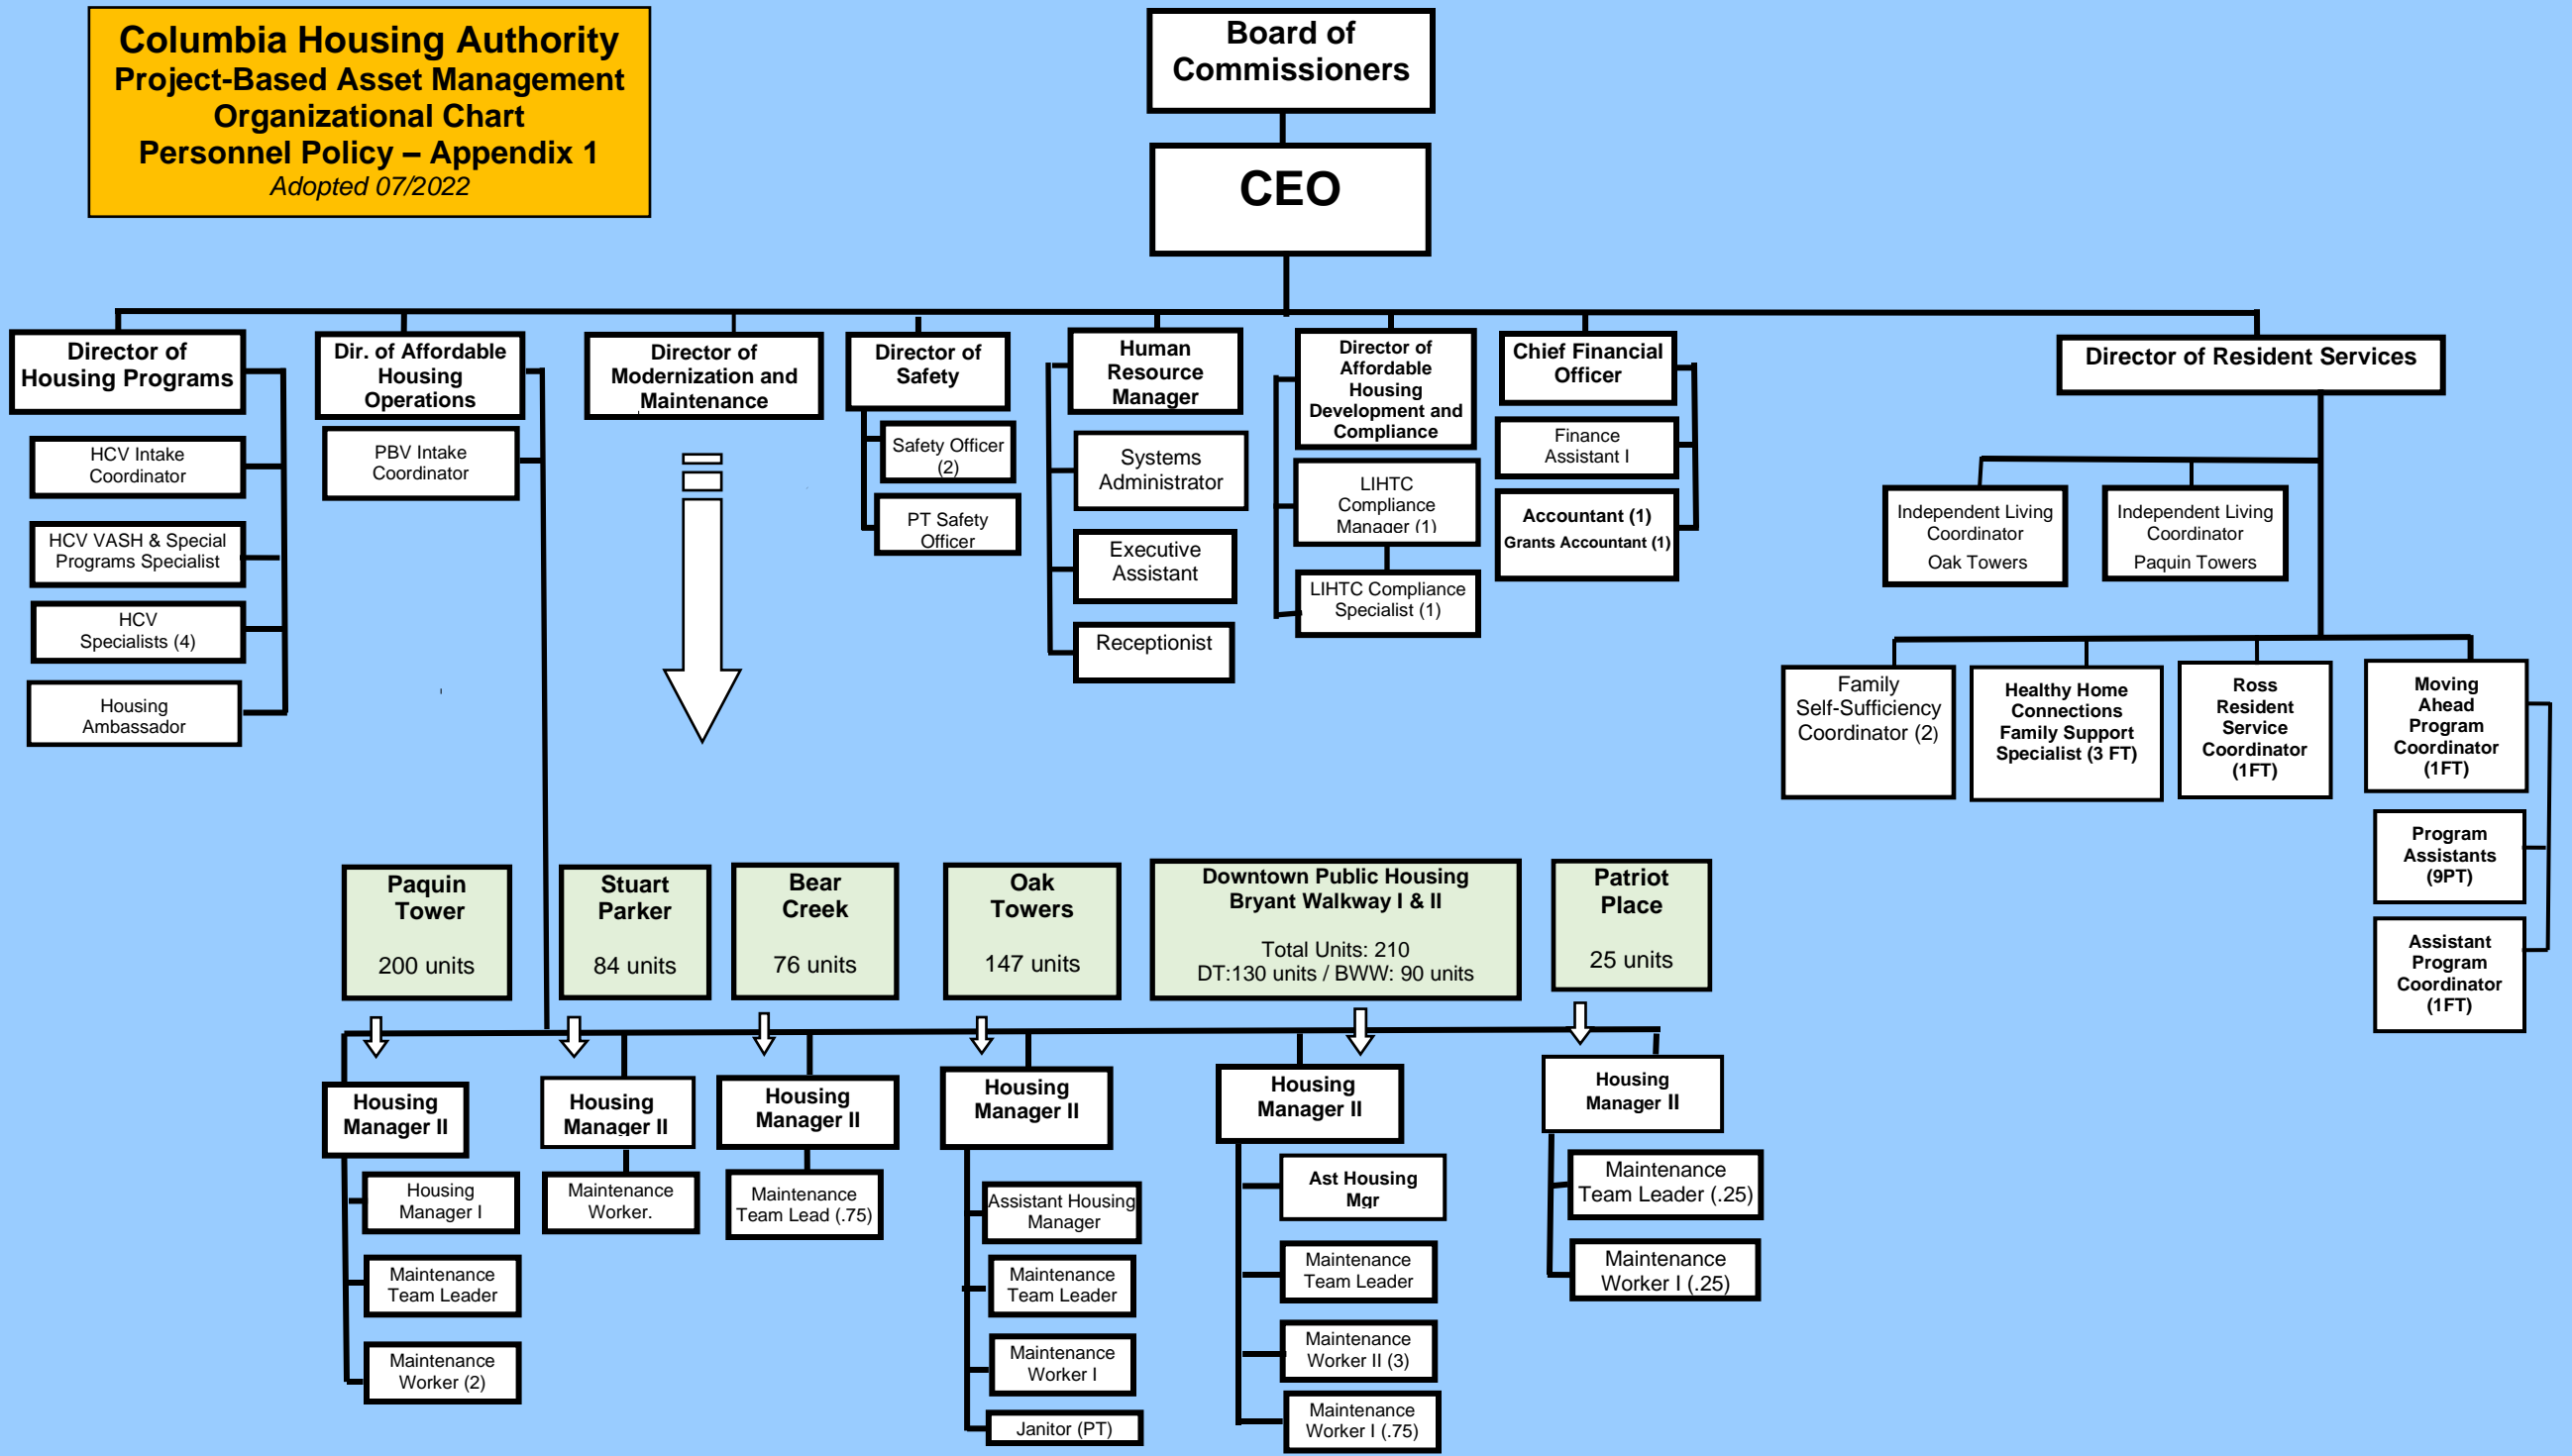 Columbia Housing Authority
Project-Based Asset Management
Organizational Chart
Personnel Policy – Appendix 1
Adopted 07/2022
Board of
Commissioners
CEO
Director of
Housing Programs
HCV Intake
Coordinator
HCV VASH & Special
Programs Specialist
HCV
Specialists (4)
Housing
Ambassador
Dir. of Affordable
Housing
Operations
PBV Intake
Coordinator
Director of
Modernization and
Maintenance
Director of
Safety
Safety Officer
(2)
PT Safety
Officer
Human
Resource
Manager
Systems
Administrator
Executive
Assistant
Receptionist
Director of
Affordable
Housing
Development and
Compliance
LIHTC
Compliance
Manager (1)
LIHTC Compliance
Specialist (1)
Chief Financial
Officer
Finance
Assistant I
Accountant (1)
Grants Accountant (1)
Director of Resident Services
Independent Living
Coordinator
Oak Towers
Independent Living
Coordinator
Paquin Towers
Family
Self-Sufficiency
Coordinator (2)
Healthy Home
Connections
Family Support
Specialist (3 FT)
Ross
Resident
Service
Coordinator
(1FT)
Moving
Ahead
Program
Coordinator
(1FT)
Program
Assistants
(9PT)
Assistant
Program
Coordinator
(1FT)
Paquin
Tower
200 units
Stuart
Parker
84 units
Bear
Creek
76 units
Oak
Towers
147 units
Downtown Public Housing
Bryant Walkway I & II
Total Units: 210
DT:130 units / BWW: 90 units
Patriot
Place
25 units
Housing
Manager II
Housing
Manager I
Maintenance
Team Leader
Maintenance
Worker (2)
Housing
Manager II
Maintenance
Worker.
Housing
Manager II
Maintenance
Team Lead (.75)
Housing
Manager II
Assistant Housing
Manager
Maintenance
Team Leader
Maintenance
Worker I
Janitor (PT)
Housing
Manager II
Ast Housing
Mgr
Maintenance
Team Leader
Maintenance
Worker II (3)
Maintenance
Worker I (.75)
Housing
Manager II
Maintenance
Team Leader (.25)
Maintenance
Worker I (.25)